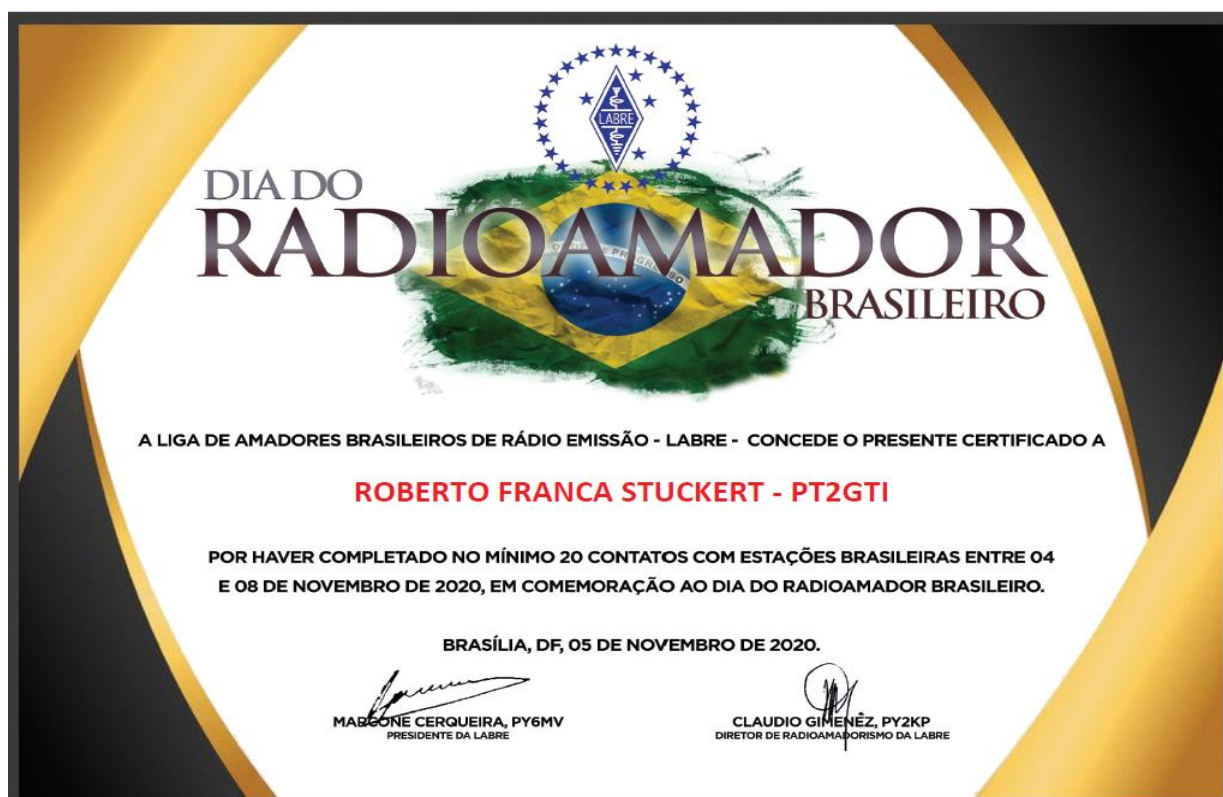 LABRE
DIA DO
RADIOAMADOR
BRASILEIRO
A LIGA DE AMADORES BRASILEIROS DE RÁDIO EMISSÃO - LABRE - CONCEDE O PRESENTE CERTIFICADO A
ROBERTO FRANCA STUCKERT - PT2GTI
POR HAVER COMPLETADO NO MÍNIMO 20 CONTATOS COM ESTAÇÕES BRASILEIRAS ENTRE 04
E 08 DE NOVEMBRO DE 2020, EM COMEMORAÇÃO AO DIA DO RADIOAMADOR BRASILEIRO.
BRASÍLIA, DF, 05 DE NOVEMBRO DE 2020.
MARCONE CERQUEIRA, PY6MV
PRESIDENTE DA LABRE
CLAUDIO GIMENEZ, PY2KP
DIRETOR DE RADIOAMADORISMO DA LABRE